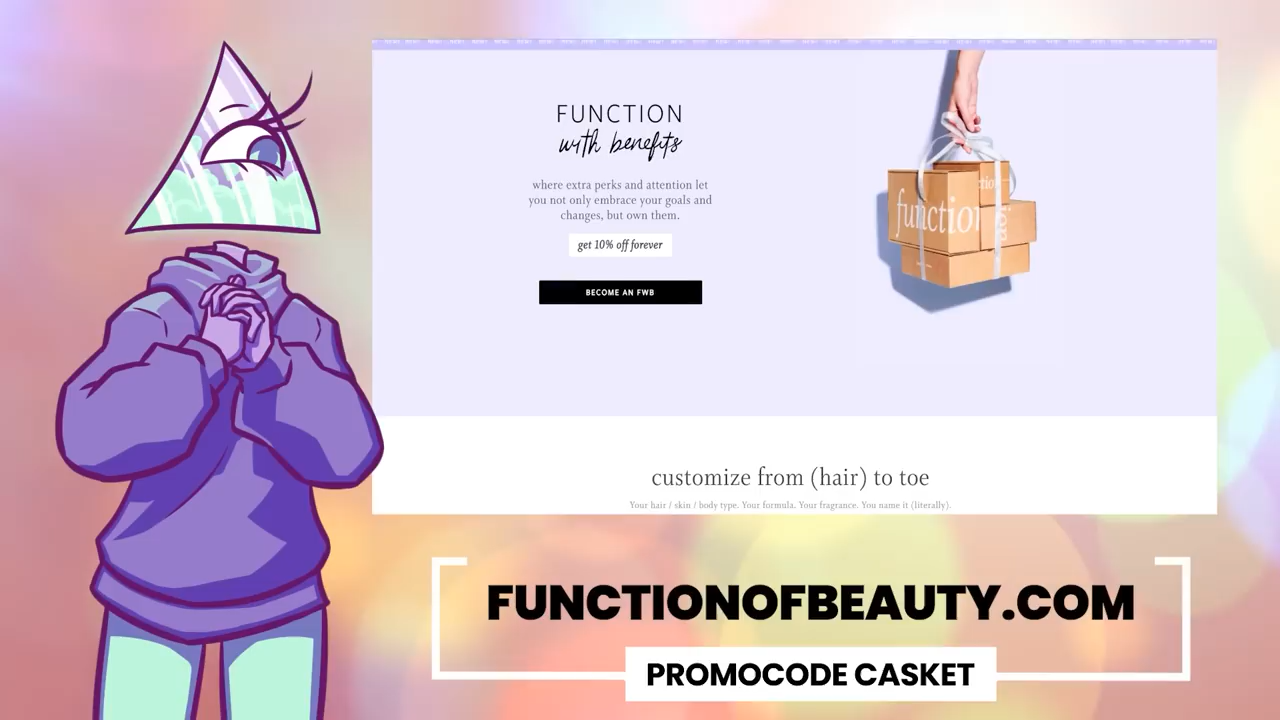 FUNCTION
with benefits
where extra perks and attention let
you not only embrace your goals and
changes, but own them.
get 10% off forever
BECOME AN FWB
function
customize from (hair) to toe
Your hair / skin / body type. Your formula. Your fragrance. You name it (literally).
FUNCTIONOFBEAUTY.COM
PROMOCODE CASKET